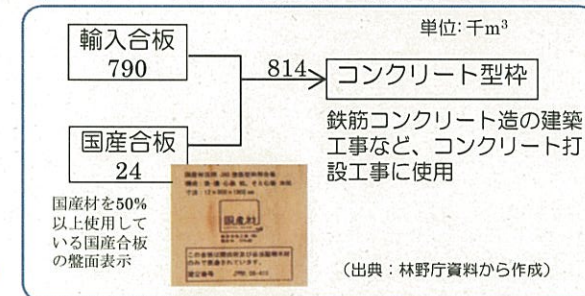 単位: 千m³
輸入合板
790
814
コンクリート型枠
国産合板
24
鉄筋コンクリート造の建築
工事など、コンクリート打
設工事に使用
国産材を50%
以上使用して
いる国産合板
の盤面表示
国産材
(出典：林野庁資料から作成)